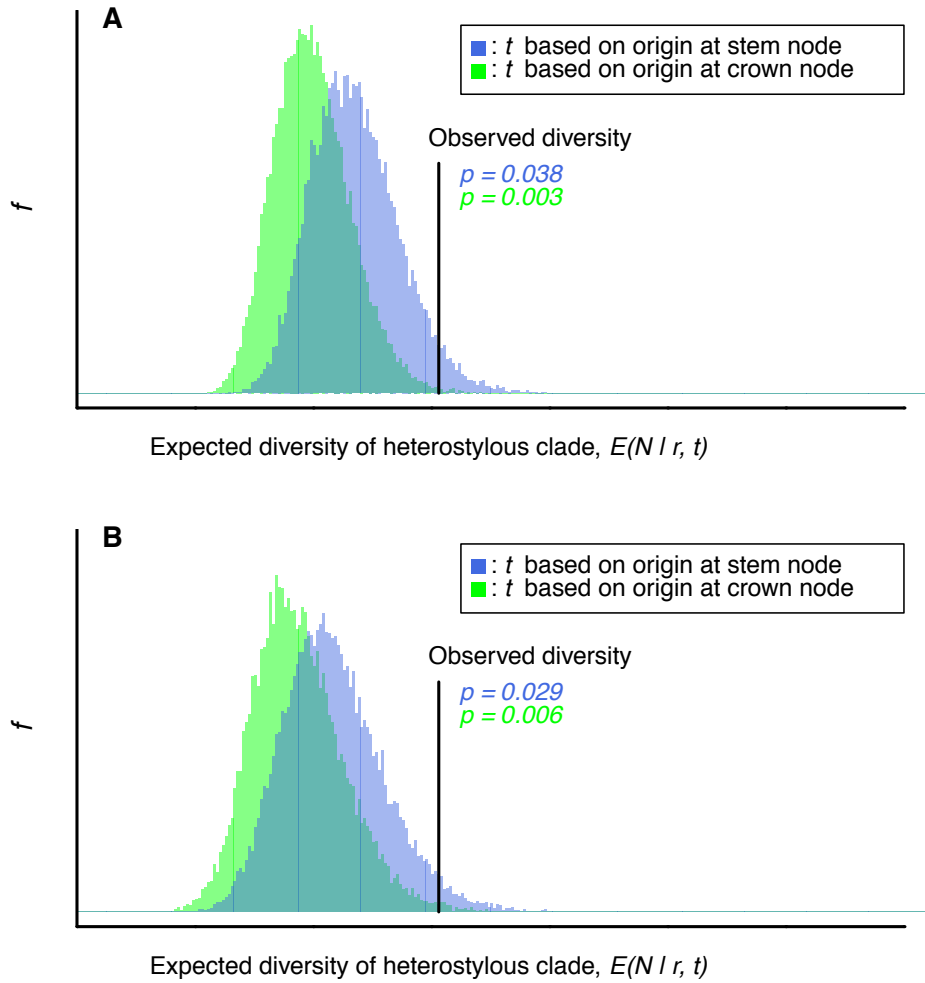 A
: t based on origin at stem node
: t based on origin at crown node
Observed diversity
p = 0.038
p = 0.003
f
Expected diversity of heterostylous clade, E(N / r, t)
B
: t based on origin at stem node
: t based on origin at crown node
Observed diversity
p = 0.029
p = 0.006
f
Expected diversity of heterostylous clade, E(N / r, t)